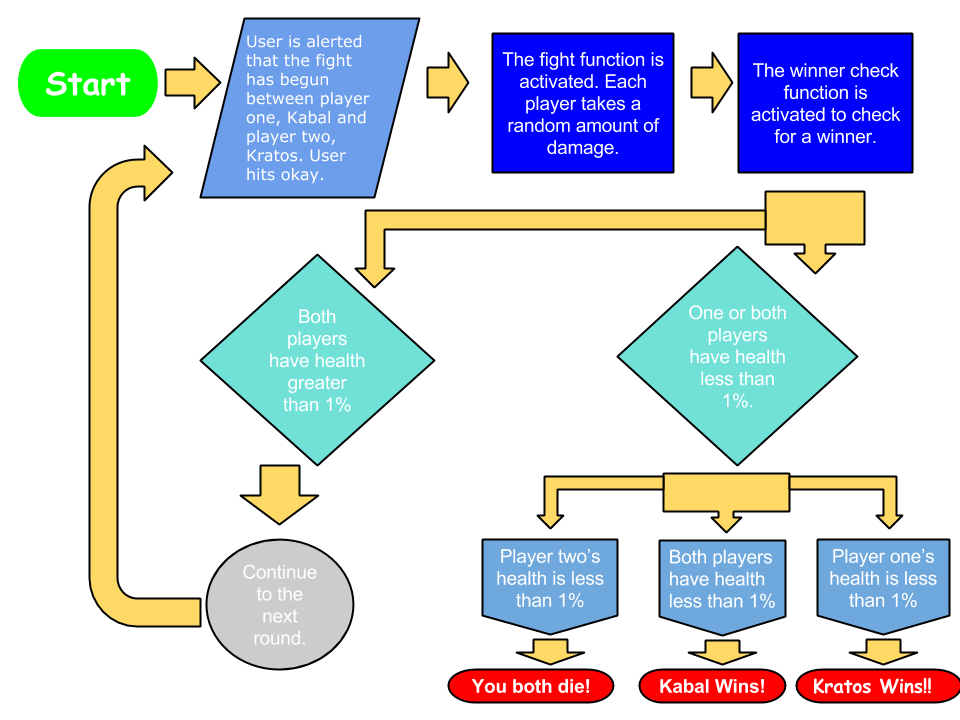 Start
User is alerted
that the fight
has begun
between player
one, Kabal and
player two,
Kratos. User
hits okay.
The fight function is
activated. Each
player takes a
random amount of
damage.
The winner check
function is
activated to check
for a winner.
Both
players
have health
greater
than 1%
One or both
players
have health
less than
1%.
Continue
to the
next
round.
Player two's
health is less
than 1%
Both players
have health
less than 1%
Player one's
health is less
than 1%
You both die!
Kabal Wins!
Kratos Wins!!